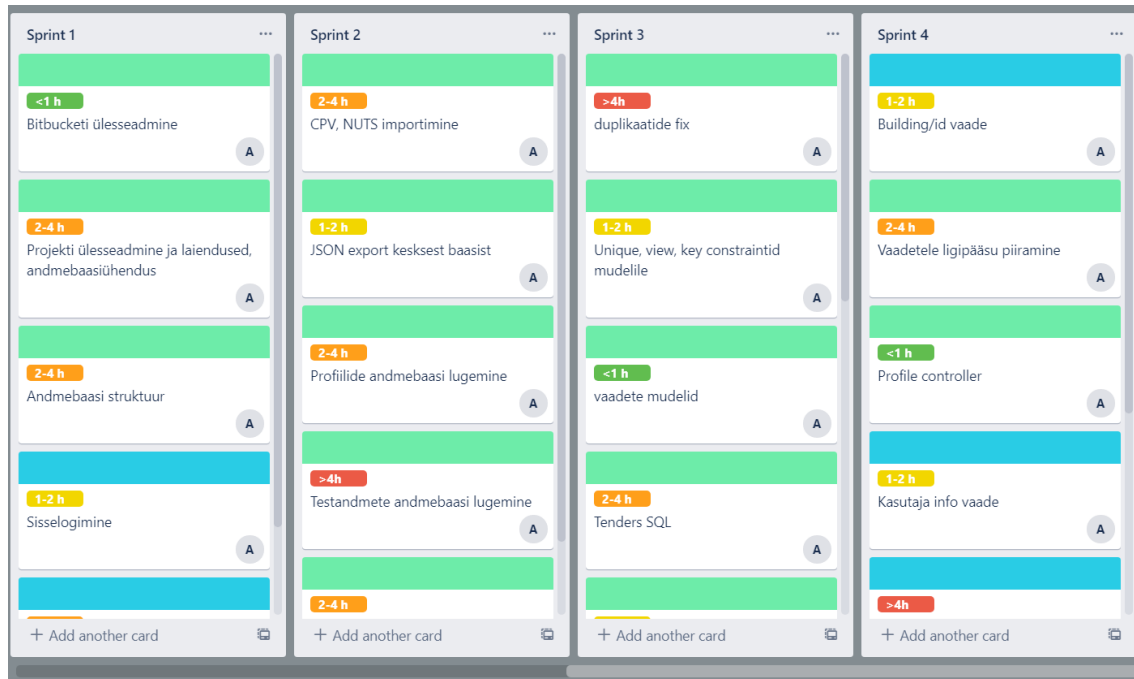 Sprint 1
...
<1 h
Bitbucketi ülesseadmine
A
2-4 h
Projekti ülesseadmine ja laiendused,
andmebaasiühendus
A
2-4 h
Andmebaasi struktuur
A
1-2 h
Sisselogimine
A
+ Add another card
Sprint 2
...
2-4 h
CPV, NUTS importimine
A
1-2 h
JSON export kesksest baasist
A
2-4 h
Profiilide andmebaasi lugemine
A
>4h
Testandmete andmebaasi lugemine
A
2-4 h
+ Add another card
Sprint 3
...
>4h
duplikaatide fix
A
1-2 h
Unique, view, key constraintid
mudelile
A
<1 h
vaadete mudelid
A
2-4 h
Tenders SQL
A
+ Add another card
Sprint 4
...
1-2 h
Building/id vaade
A
2-4 h
Vaadetele ligipääsu piiramine
A
<1 h
Profile controller
A
1-2 h
Kasutaja info vaade
A
>4h
+ Add another card